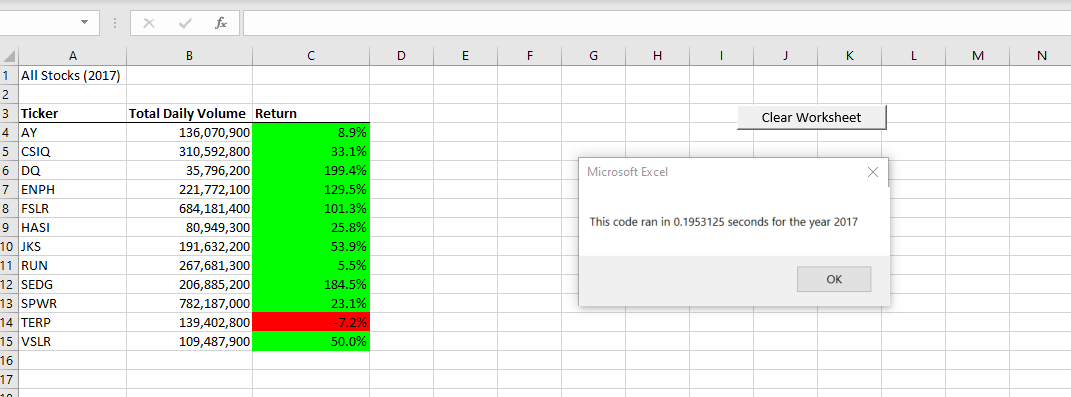 fx
A B C D E F G H I J K L M N
1 All Stocks (2017)
2
3 Ticker Total Daily Volume Return
Clear Worksheet
4 AY 136,070,900 8.9%
5 CSIQ 310,592,800 33.1%
6 DQ 35,796,200 199.4%
7 ENPH 221,772,100 129.5%
8 FSLR 684,181,400 101.3%
9 HASI 80,949,300 25.8%
10 JKS 191,632,200 53.9%
11 RUN 267,681,300 5.5%
12 SEDG 206,885,200 184.5%
13 SPWR 782,187,000 23.1%
14 TERP 139,402,800 -7.2%
15 VSLR 109,487,900 50.0%
16
17
Microsoft Excel
This code ran in 0.1953125 seconds for the year 2017
OK